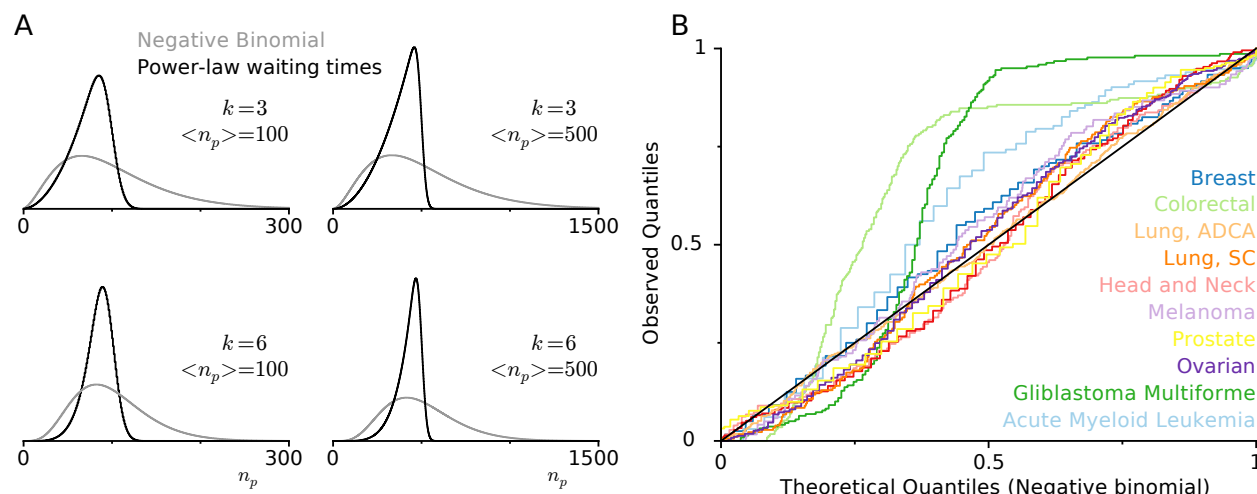 A
Negative Binomial
Power-law waiting times
k=3
<n_p>=100
0
300
k=3
<n_p>=500
0
1500
k=6
<n_p>=100
0
300
n_p
k=6
<n_p>=500
0
1500
n_p
B
Observed Quantiles
1
0.5
0
Breast
Colorectal
Lung, ADCA
Lung, SC
Head and Neck
Melanoma
Prostate
Ovarian
Gliblastoma Multiforme
Acute Myeloid Leukemia
0
0.5
1
Theoretical Quantiles (Negative binomial)